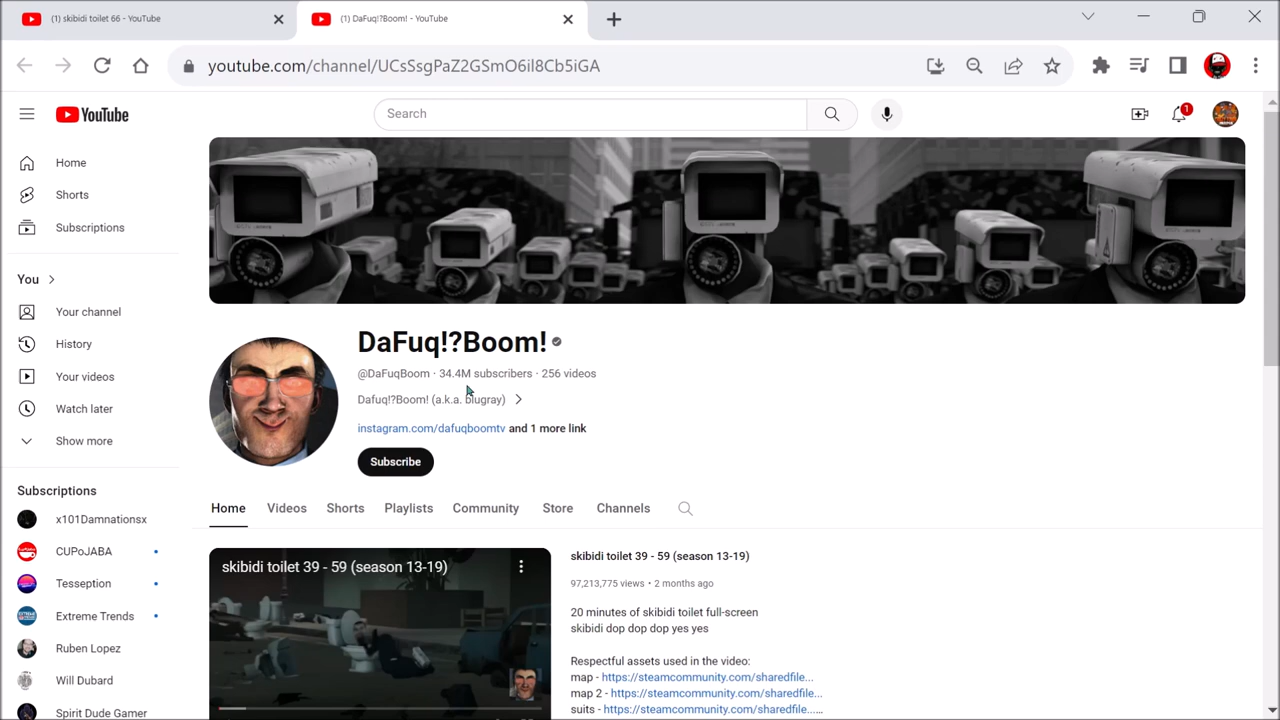 (1) skibidi toilet 66 - YouTube
(1) DaFuq!?Boom! - YouTube
youtube.com/channel/UCsSsgPaZ2GSmO6il8Cb5iGA
YouTube
Search
1
Home
Shorts
Subscriptions
You
Your channel
History
Your videos
Watch later
Show more
Subscriptions
x101Damnationsx
CUPoJABA
Tesseption
Extreme Trends
Ruben Lopez
Will Dubard
Spirit Dude Gamer
DaFuq!?Boom!
@DaFuqBoom · 34.4M subscribers · 256 videos
Dafuq!?Boom! (a.k.a. blugray)
instagram.com/dafuqboomtv and 1 more link
Subscribe
Home Videos Shorts Playlists Community Store Channels
skibidi toilet 39 - 59 (season 13-19)
skibidi toilet 39 - 59 (season 13-19)
97,213,775 views • 2 months ago
20 minutes of skibidi toilet full-screen
skibidi dop dop dop yes yes
Respectful assets used in the video:
map - https://steamcommunity.com/sharedfile...
map 2 - https://steamcommunity.com/sharedfile...
suits - https://steamcommunity.com/sharedfile......